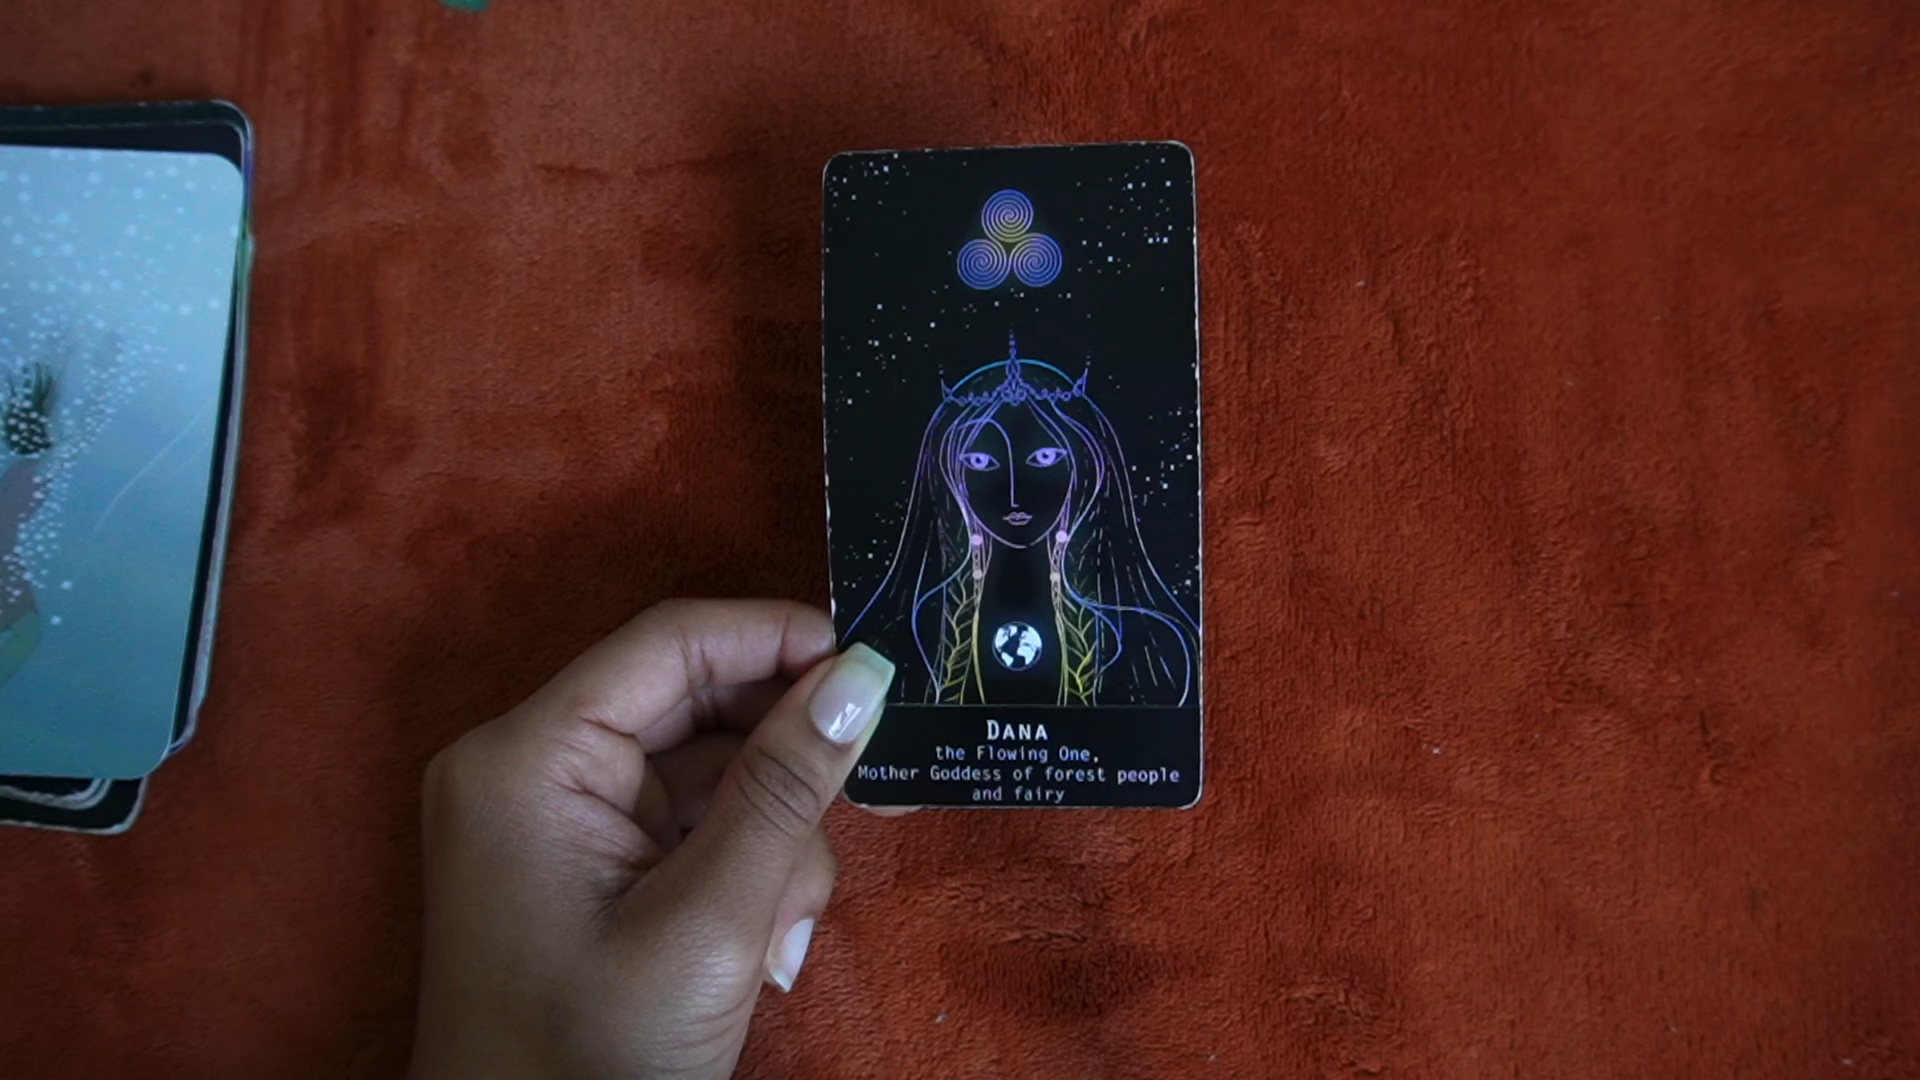 DANA
the Flowing One,
Mother Goddess of forest people
and fairy